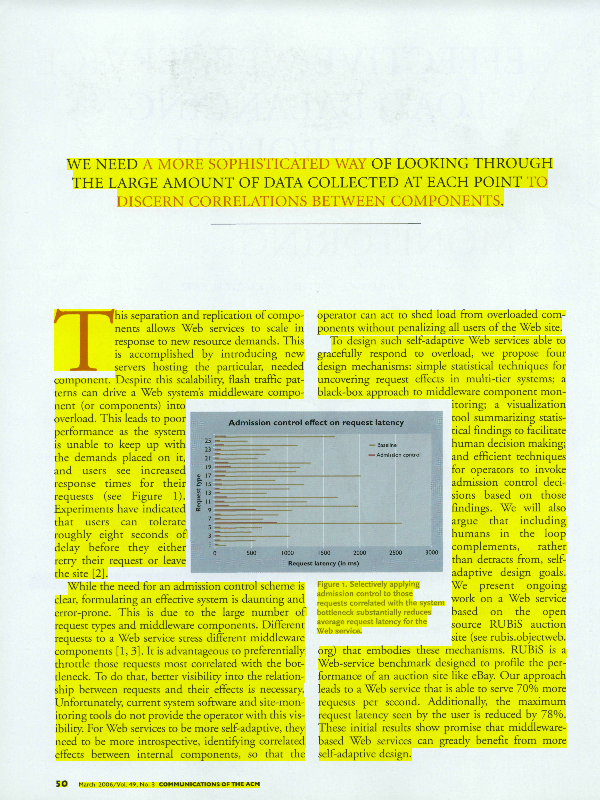 WE NEED A MORE SOPHISTICATED WAY OF LOOKING THROUGH
THE LARGE AMOUNT OF DATA COLLECTED AT EACH POINT TO
DISCERN CORRELATIONS BETWEEN COMPONENTS.
This separation and replication of compo-
nents allows Web services to scale in
response to new resource demands. This
is accomplished by introducing new
servers hosting the particular, needed
component. Despite this scalability, flash traffic pat-
terns can drive a Web system's middleware compo-
nent (or components) into
overload. This leads to poor
performance as the system
is unable to keep up with
the demands placed on it,
and users see increased
response times for their
requests (see Figure 1).
Experiments have indicated
that users can tolerate
roughly eight seconds of
delay before they either
retry their request or leave
the site [2].
While the need for an admission control scheme is
clear, formulating an effective system is daunting and
error-prone. This is due to the large number of
request types and middleware components. Different
requests to a Web service stress different middleware
components [1, 3]. It is advantageous to preferentially
throttle those requests most correlated with the bot-
tleneck. To do that, better visibility into the relation-
ship between requests and their effects is necessary.
Unfortunately, current system software and site-mon-
itoring tools do not provide the operator with this vis-
ibility. For Web services to be more self-adaptive, they
need to be more introspective, identifying correlated
effects between internal components, so that the
operator can act to shed load from overloaded com-
ponents without penalizing all users of the Web site.
To design such self-adaptive Web services able to
gracefully respond to overload, we propose four
design mechanisms: simple statistical techniques for
uncovering request effects in multi-tier systems; a
black-box approach to middleware component mon-
itoring; a visualization
tool summarizing statis-
tical findings to facilitate
human decision making;
and efficient techniques
for operators to invoke
admission control deci-
sions based on those
findings. We will also
argue that including
humans in the loop
complements, rather
than detracts from, self-
adaptive design goals.
We present ongoing
work on a Web service
based on the open
source RUBiS auction
site (see rubis.objectweb.
org) that embodies these mechanisms. RUBiS is a
Web-service benchmark designed to profile the per-
formance of an auction site like eBay. Our approach
leads to a Web service that is able to serve 70% more
requests per second. Additionally, the maximum
request latency seen by the user is reduced by 78%.
These initial results show promise that middleware-
based Web services can greatly benefit from more
self-adaptive design.
Admission control effect on request latency
Baseline
Admission control
Request type
25
23
21
19
17
15
13
11
9
7
5
3
1
0 500 1000 1500 2000 2500 3000
Request latency (in ms)
Figure 1. Selectively applying
admission control to those
requests correlated with the system
bottleneck substantially reduces
average request latency for the
Web service.
50 March 2006/Vol. 49, No. 3 COMMUNICATIONS OF THE ACM